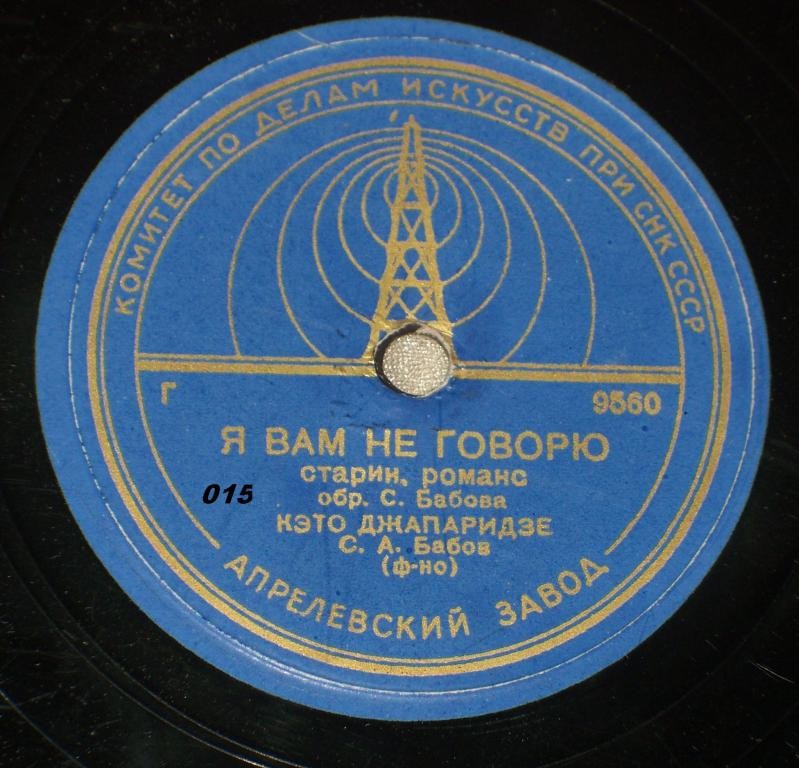 КОМИТЕТ ПО ДЕЛАМ ИСКУССТВ ПРИ СНК СССР
Г 9560
Я ВАМ НЕ ГОВОРЮ
старин. романс
обр. С. Бабова
015
КЭТО ДЖАПАРИДЗЕ
С. А. Бабов
(ф-но)
АПРЕЛЕВСКИЙ ЗАВОД